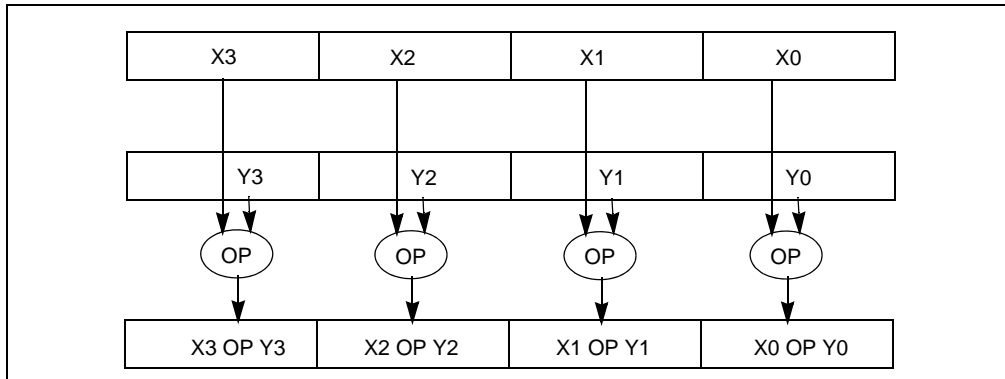 X3 X2 X1 X0
Y3 Y2 Y1 Y0
OP OP OP OP
X3 OP Y3 X2 OP Y2 X1 OP Y1 X0 OP Y0